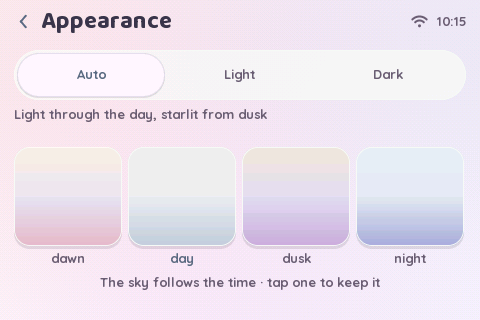 Appearance
10:15
Auto Light Dark
Light through the day, starlit from dusk
dawn day dusk night
The sky follows the time · tap one to keep it